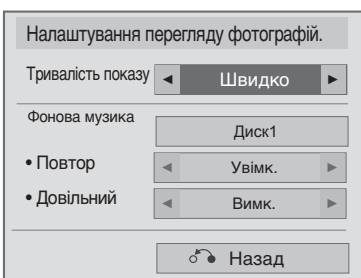 Налаштування перегляду фотографій.
Тривалість показу ◄ Швидко ►
Фонова музика
Диск1
• Повтор ◄ Увімк. ►
• Довільний ◄ Вимк. ►
Назад